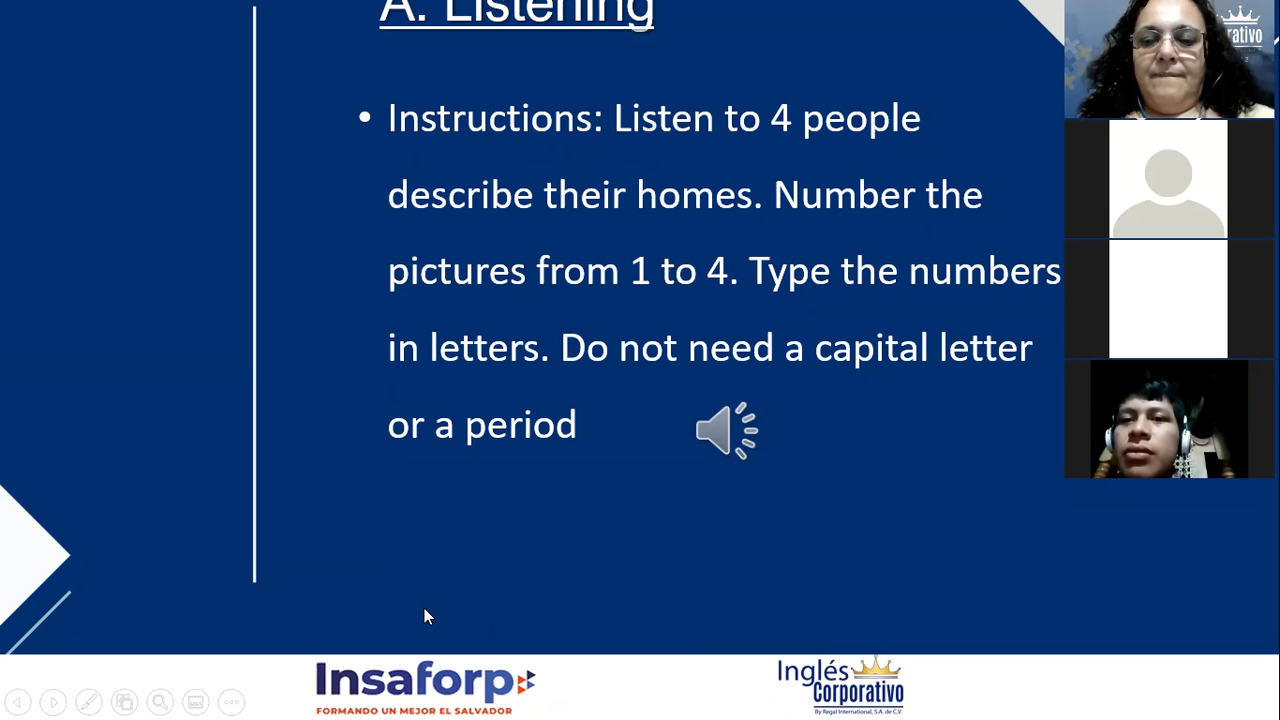 A. Listening
• Instructions: Listen to 4 people
describe their homes. Number the
pictures from 1 to 4. Type the numbers
in letters. Do not need a capital letter
or a period
rativo
Insaforp
FORMANDO UN MEJOR EL SALVADOR
Inglés
Corporativo
By Regal International, S.A. de C.V.